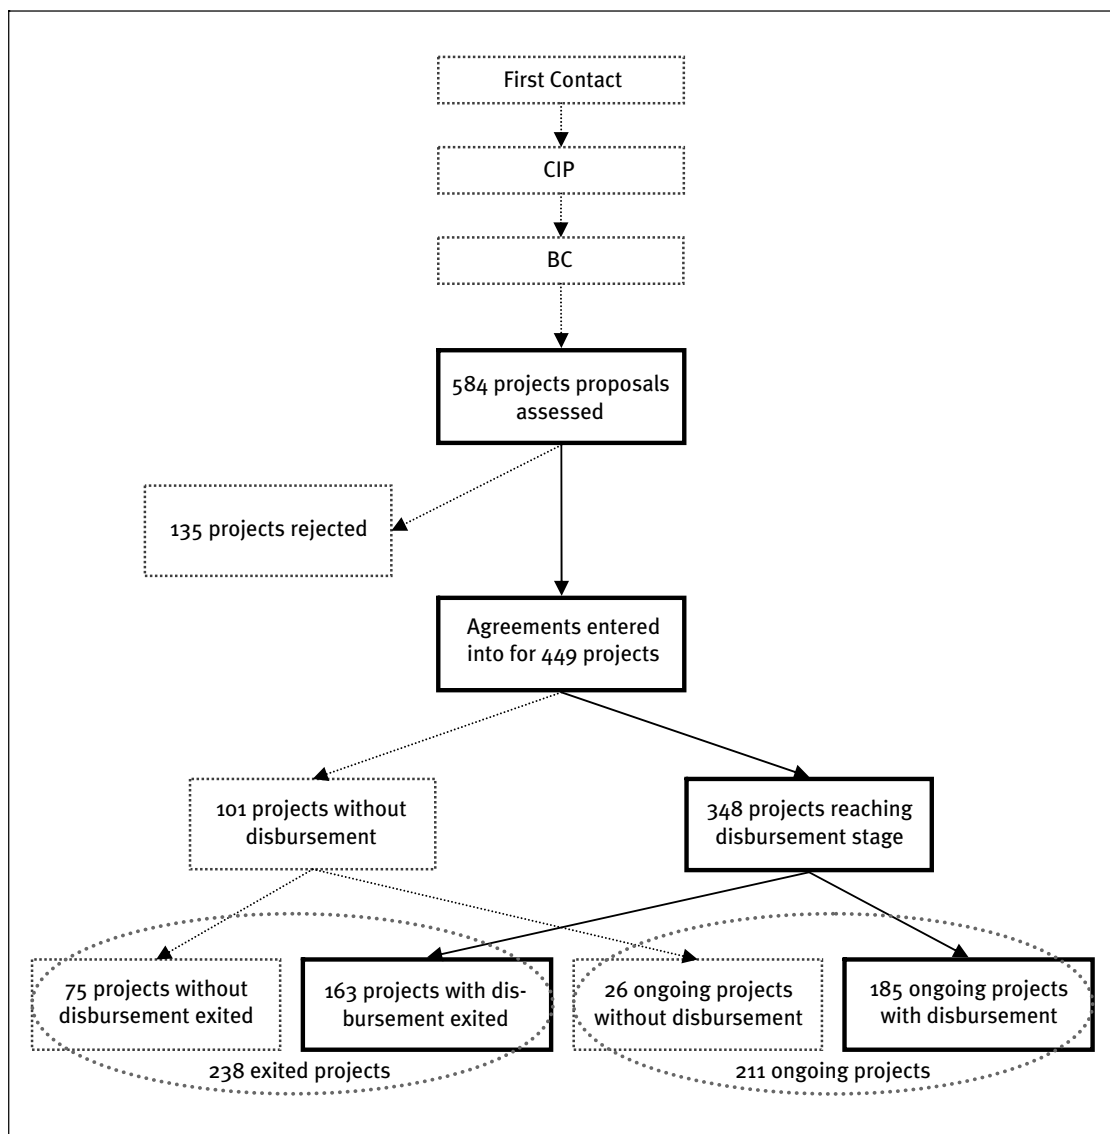 First Contact
CIP
BC
584 projects proposals
assessed
135 projects rejected
Agreements entered
into for 449 projects
101 projects without
disbursement
348 projects reaching
disbursement stage
75 projects without
disbursement exited
163 projects with dis-
bursement exited
26 ongoing projects
without disbursement
185 ongoing projects
with disbursement
238 exited projects
211 ongoing projects